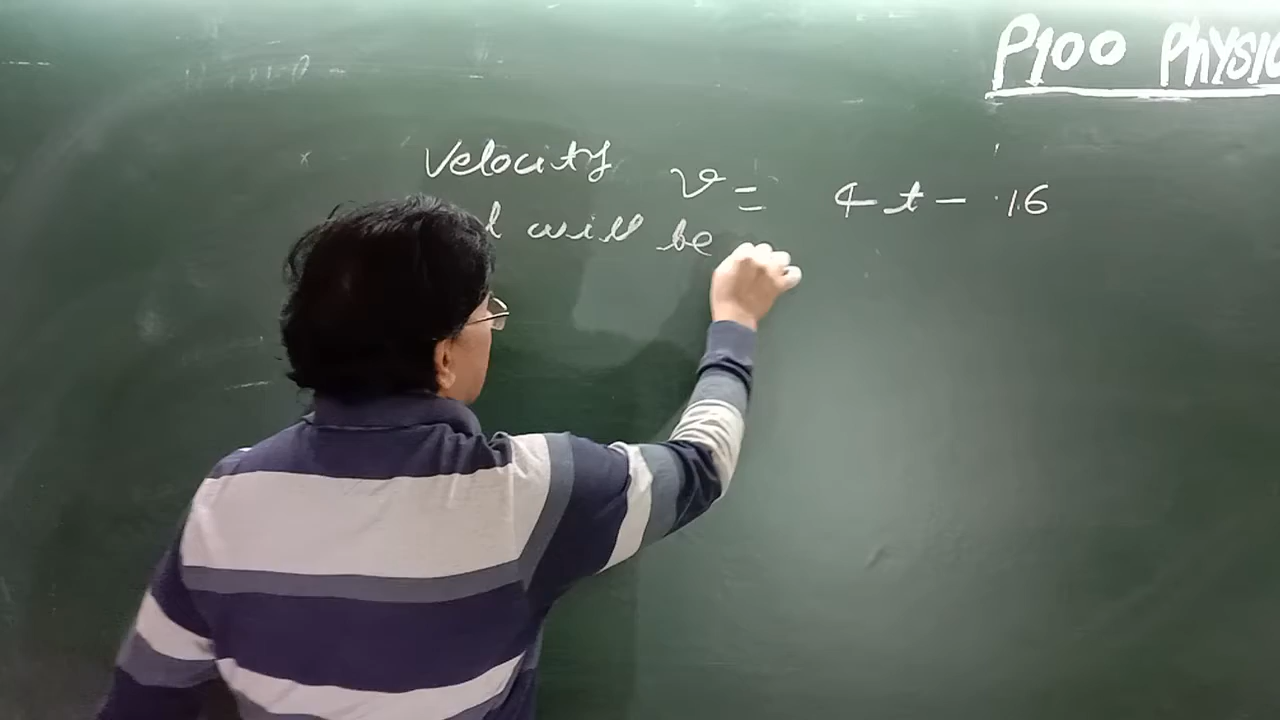 P100 Physic
Velocity v = 4t - 16
will be